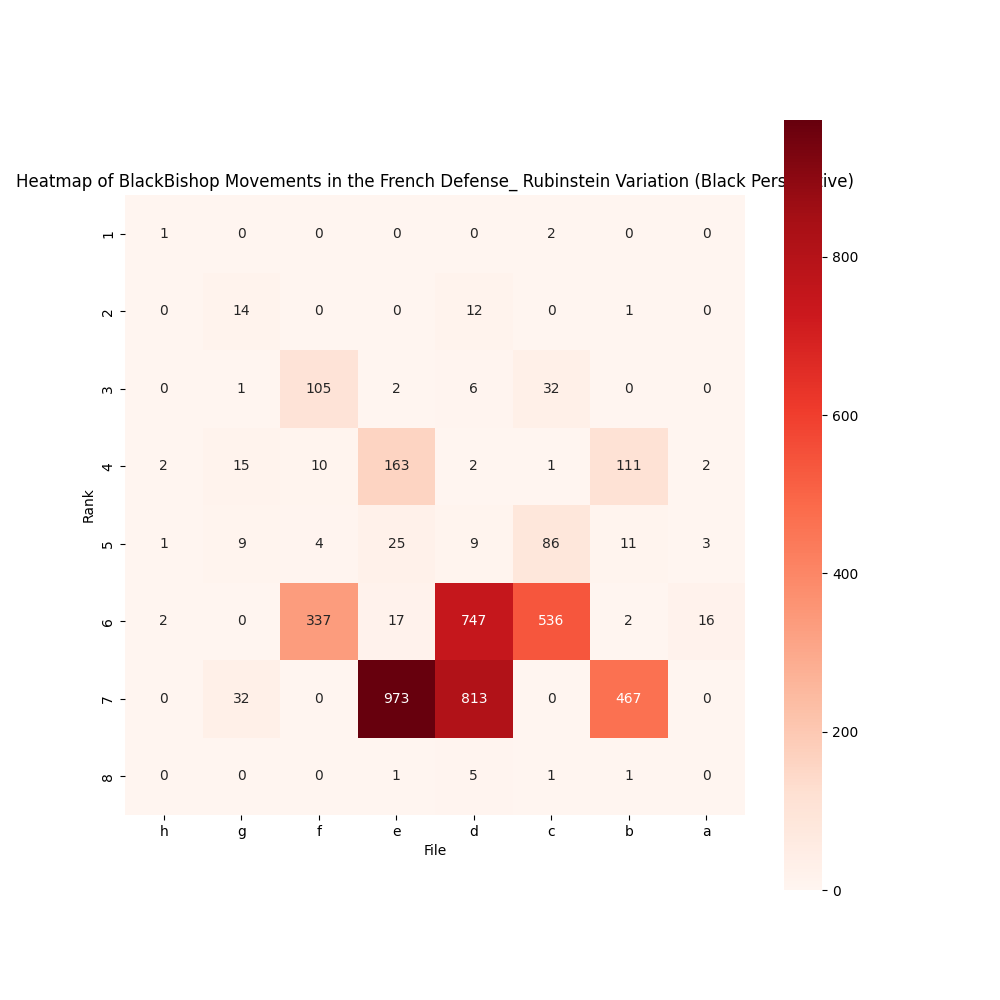 Heatmap of BlackBishop Movements in the French Defense_ Rubinstein Variation (Black Perspective)
1 1 0 0 0 0 2 0 0
2 0 14 0 0 12 0 1 0
3 0 1 105 2 6 32 0 0
4 2 15 10 163 2 1 111 2
5 1 9 4 25 9 86 11 3
6 2 0 337 17 747 536 2 16
7 0 32 0 973 813 0 467 0
8 0 0 0 1 5 1 1 0
h g f e d c b a
File
Rank
800
600
400
200
0